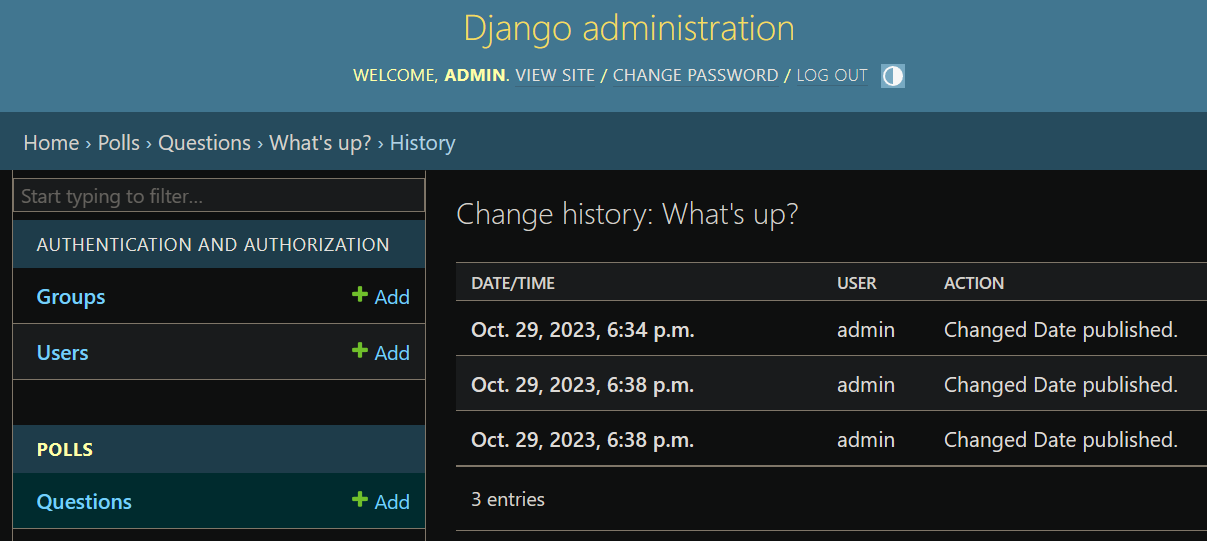 Django administration
WELCOME, ADMIN. VIEW SITE / CHANGE PASSWORD / LOG OUT
Home › Polls › Questions › What's up? › History
Start typing to filter...
AUTHENTICATION AND AUTHORIZATION
Groups + Add
Users + Add
POLLS
Questions + Add
Change history: What's up?
DATE/TIME USER ACTION
Oct. 29, 2023, 6:34 p.m. admin Changed Date published.
Oct. 29, 2023, 6:38 p.m. admin Changed Date published.
Oct. 29, 2023, 6:38 p.m. admin Changed Date published.
3 entries